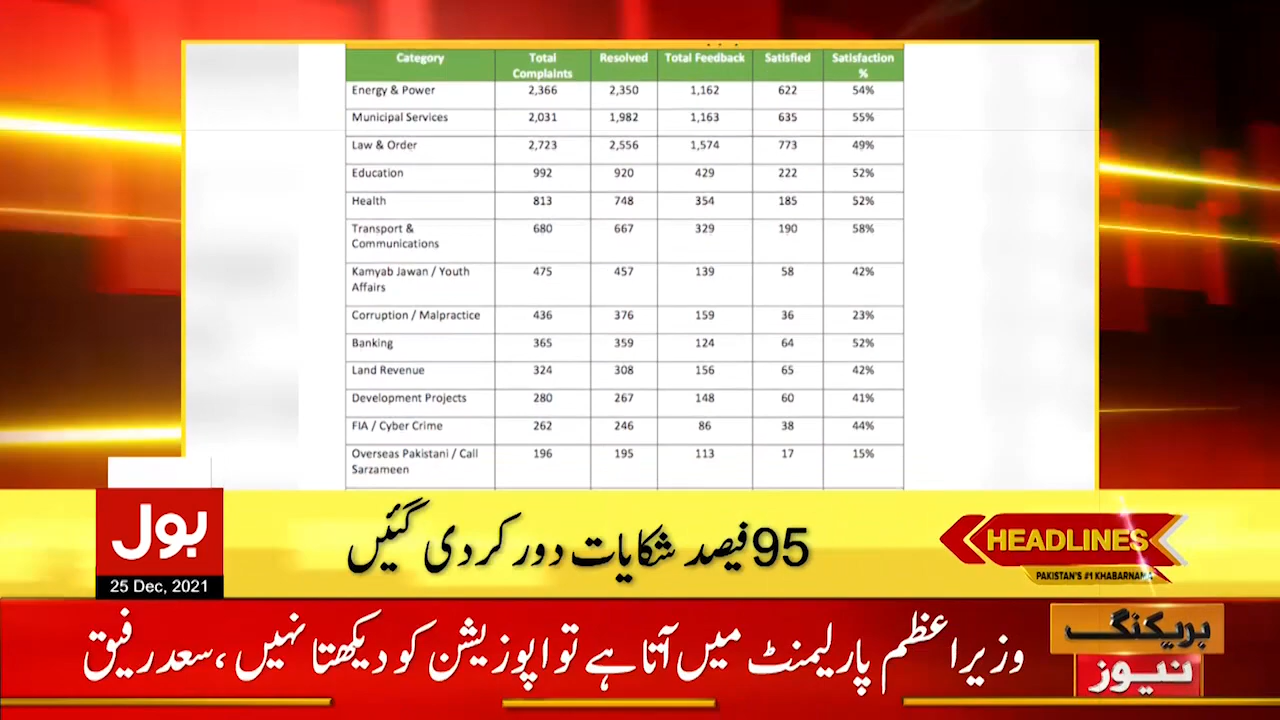 Category Total Complaints Resolved Total Feedback Satisfied Satisfaction %
Energy & Power 2,366 2,350 1,162 622 54%
Municipal Services 2,031 1,982 1,163 635 55%
Law & Order 2,723 2,556 1,574 773 49%
Education 992 920 429 222 52%
Health 813 748 354 185 52%
Transport & Communications 680 667 329 190 58%
Kamyab Jawan / Youth Affairs 475 457 139 58 42%
Corruption / Malpractice 436 376 159 36 23%
Banking 365 359 124 64 52%
Land Revenue 324 308 156 65 42%
Development Projects 280 267 148 60 41%
FIA / Cyber Crime 262 246 86 38 44%
Overseas Pakistani / Call Sarzameen 196 195 113 17 15%
بول
25 Dec, 2021
95 فیصد شکایات دور کر دی گئیں
HEADLINES
PAKISTAN'S #1 KHABARNAMA
وزیراعظم پارلیمنٹ میں آتا ہے تو اپوزیشن کو دیکھتا نہیں، سعد رفیق
بریکنگ
نیوز